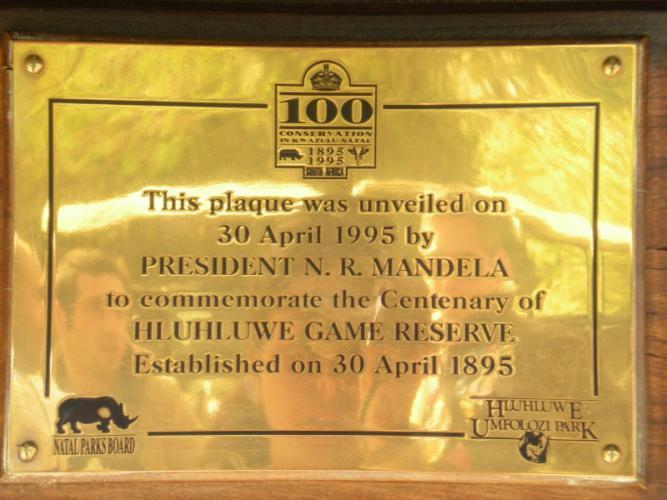 100
CONSERVATION
IN KWAZULU-NATAL
1895
1995
SOUTH AFRICA
This plaque was unveiled on
30 April 1995 by
PRESIDENT N. R. MANDELA
to commemorate the Centenary of
HLUHLUWE GAME RESERVE
Established on 30 April 1895
NATAL PARKS BOARD
HLUHLUWE
UMFOLOZI PARK